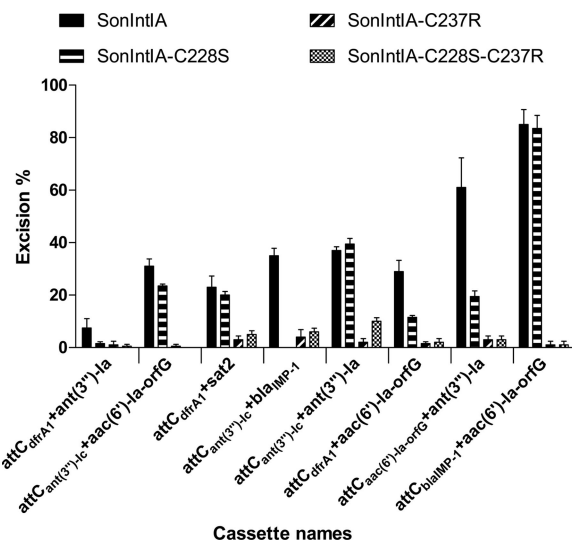 SonIntIA
SonIntIA-C237R
SonIntIA-C228S
SonIntIA-C228S-C237R
100
80
60
40
20
0
Excision %
attCdfrA1+ant(3")-Ia
attCant(3")-Ic+aac(6')-Ia-orfG
attCdfrA1+sat2
attCant(3")-Ic+blaIMP-1
attCant(3")-Ic+ant(3")-Ia
attCdfrA1+aac(6')-Ia-orfG
attCaac(6')-Ia-orfG+ant(3")-Ia
attCblaIMP-1+aac(6')-Ia-orfG
Cassette names